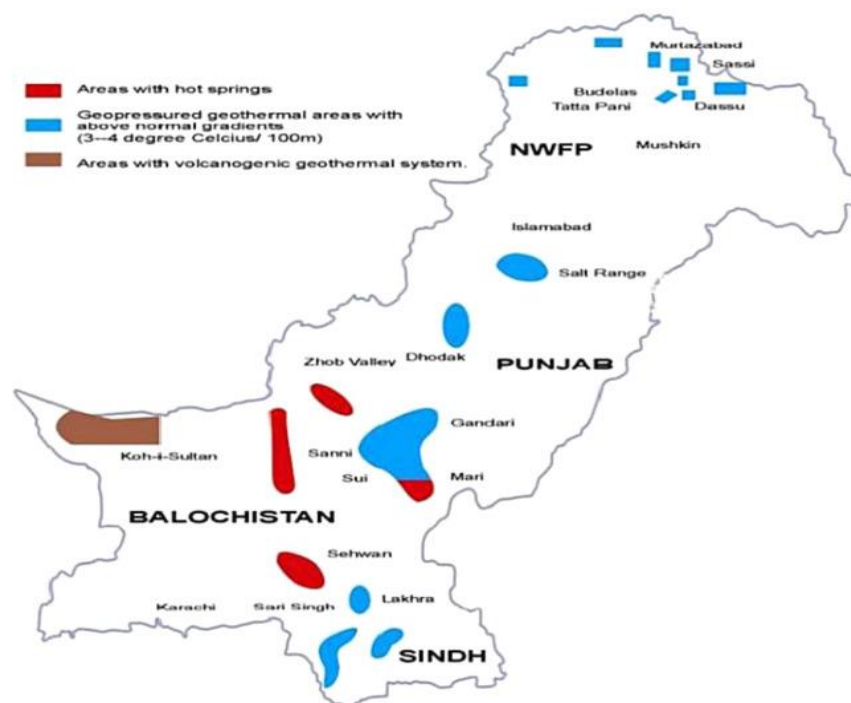 Areas with hot springs
Geopressured geothermal areas with
above normal gradients
(3--4 degree Celcius/ 100m)
Areas with volcanogenic geothermal system.
Murtazabad
Sassi
Budelas
Tatta Pani
Dassu
NWFP
Mushkin
Islamabad
Salt Range
Zhob Valley
Dhodak
PUNJAB
Gandari
Koh-i-Sultan
Sanni
Sui
Mari
BALOCHISTAN
Sehwan
Karachi
Sari Singh
Lakhra
SINDH